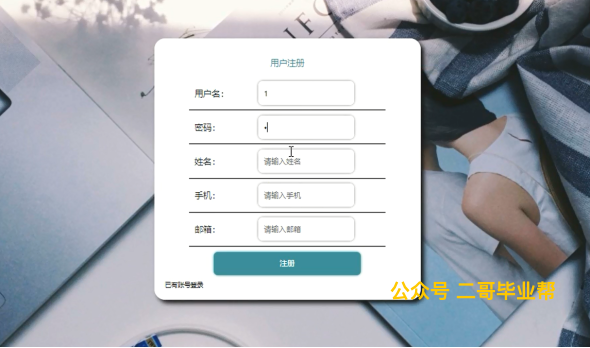 用户注册
用户名：
1
密码：
姓名：
请输入姓名
手机：
请输入手机
邮箱：
请输入邮箱
注册
已有账号登录
公众号 二哥毕业帮